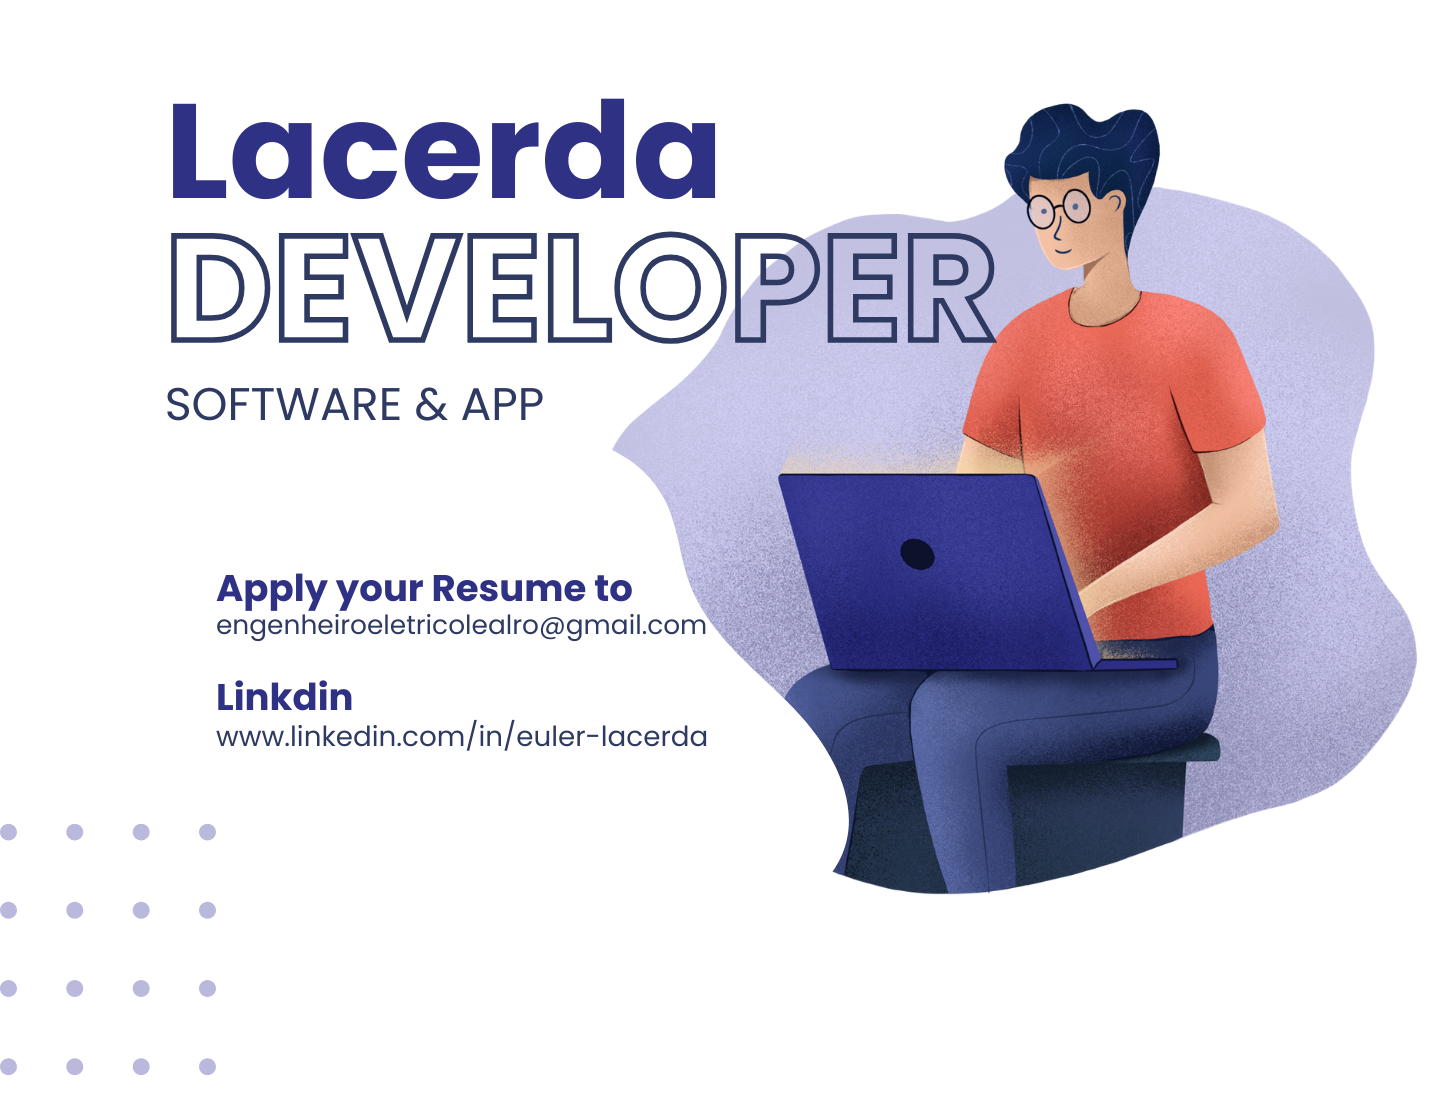 Lacerda
DEVELOPER
SOFTWARE & APP
Apply your Resume to
engenheiroeletricolealro@gmail.com
Linkdin
www.linkedin.com/in/euler-lacerda